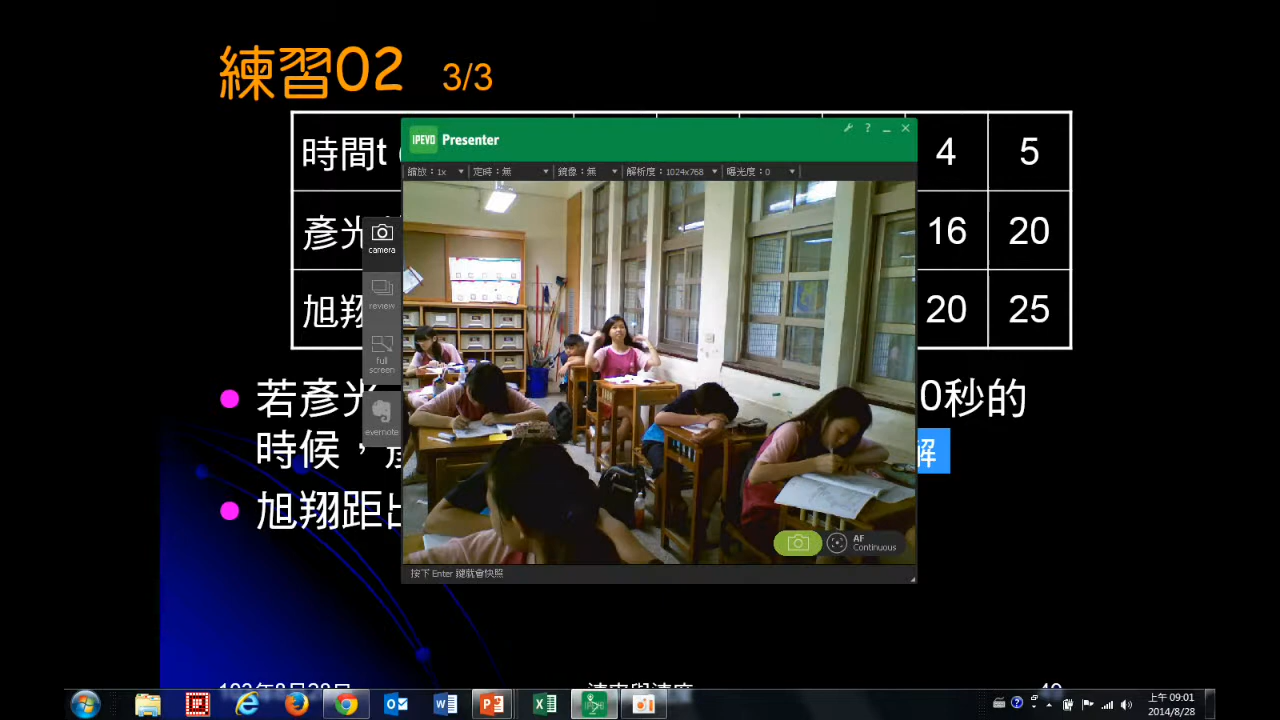 練習02 3/3
時間t
4
5
彥光
16
20
旭翔
20
25
若彥光
0秒的
時候，
解
旭翔距
IPEVO Presenter
縮放：1x
定時：無
鏡像：無
解析度：1024x768
曝光度：0
camera
review
full
screen
evernote
AF
Continuous
按下 Enter 鍵就會快照
上午 09:01
2014/8/28